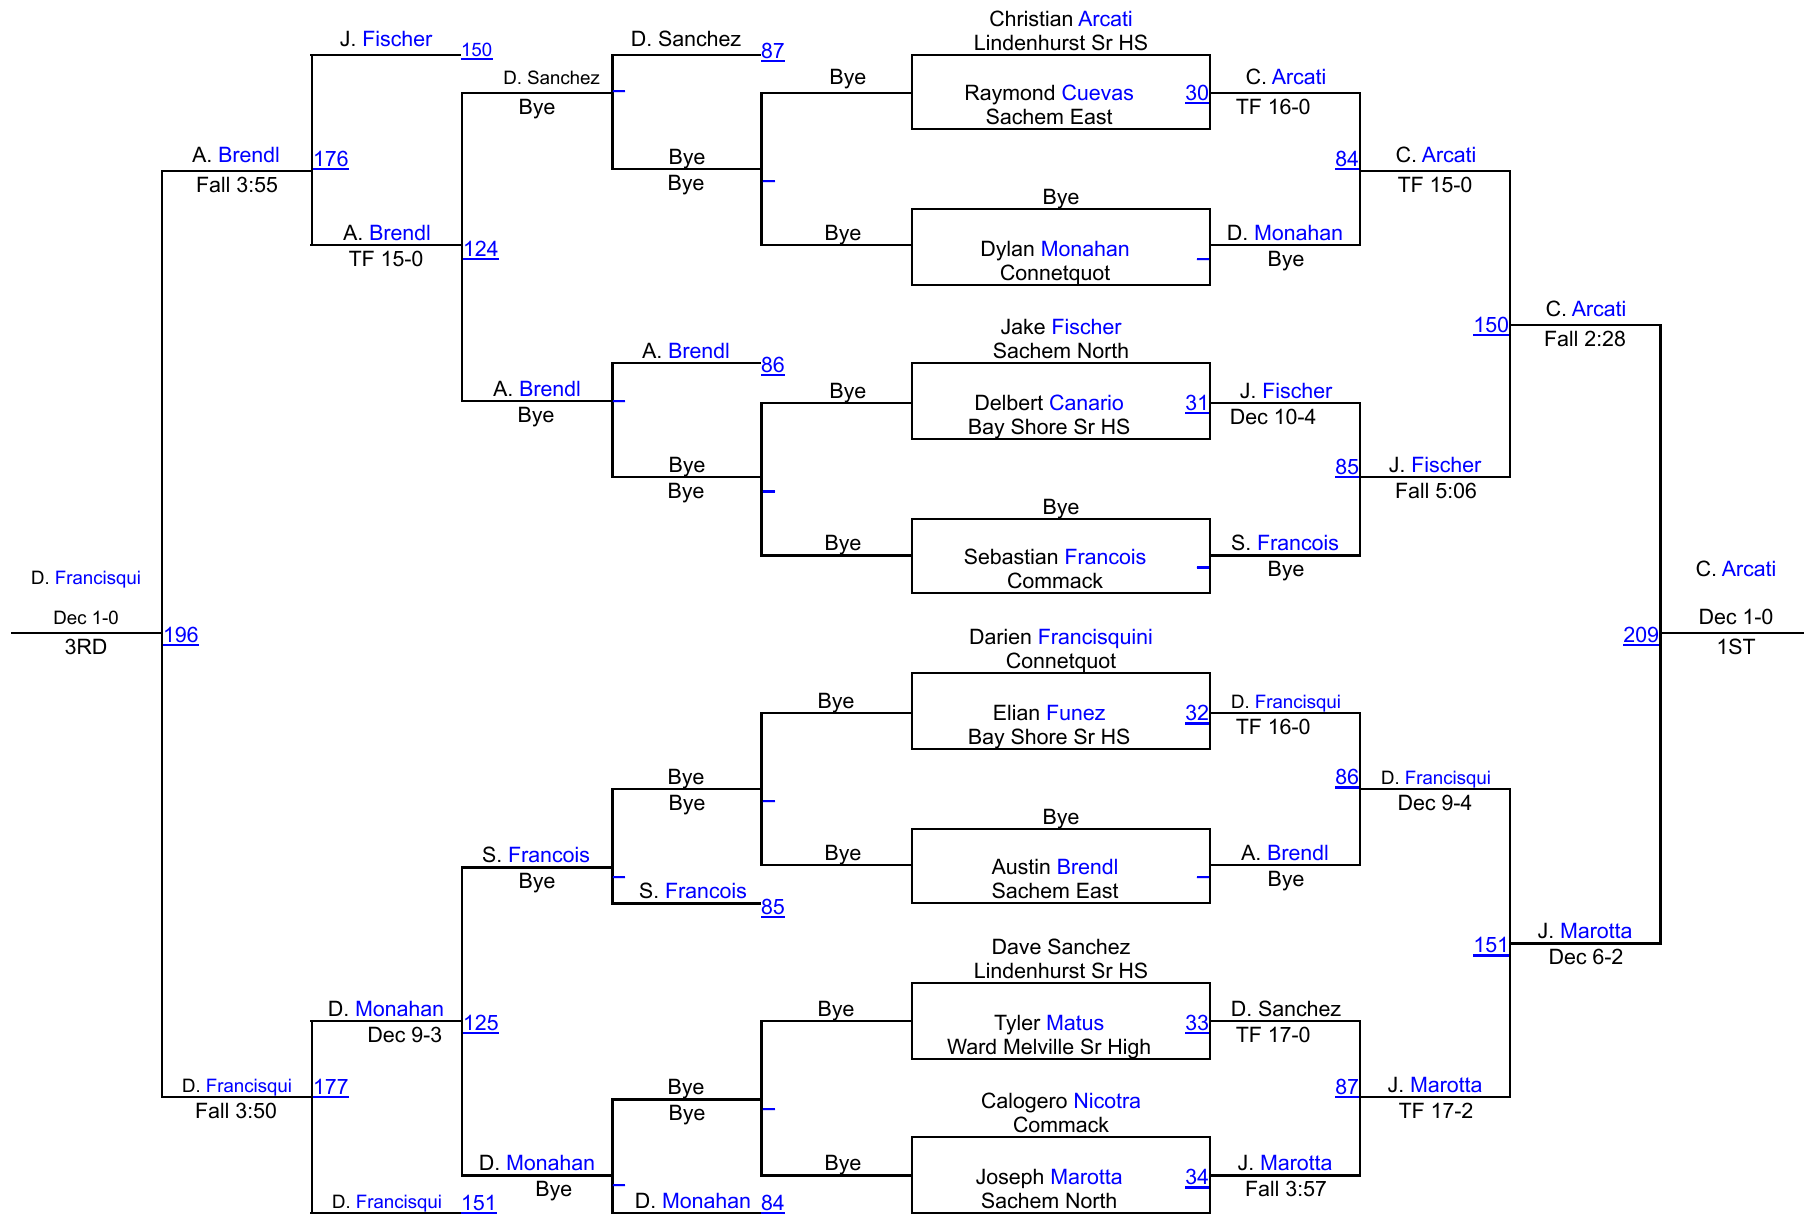 Christian Arcati
J. Fischer
D. Sanchez
Lindenhurst Sr HS
150
87
D. Sanchez
Bye
C. Arcati
Bye
Raymond Cuevas
30
TF 16-0
Sachem East
A. Brendl
176
Bye
84
C. Arcati
Fall 3:55
Bye
TF 15-0
Bye
A. Brendl
Bye
D. Monahan
TF 15-0
124
Dylan Monahan
Bye
Connetquot
C. Arcati
Jake Fischer
150
Fall 2:28
A. Brendl
Sachem North
86
A. Brendl
Bye
J. Fischer
Bye
Delbert Canario
31
Dec 10-4
Bay Shore Sr HS
Bye
85
J. Fischer
Bye
Fall 5:06
Bye
Bye
S. Francois
Sebastian Francois
Bye
D. Francisqui
Commack
C. Arcati
Dec 1-0
Dec 1-0
196
Darien Francisquini
209
3RD
1ST
Connetquot
Bye
D. Francisqui
Elian Funez
32
TF 16-0
Bay Shore Sr HS
Bye
86
D. Francisqui
Bye
Dec 9-4
Bye
S. Francois
Bye
A. Brendl
Bye
Austin Brendl
Bye
S. Francois
85
Sachem East
J. Marotta
Dave Sanchez
151
Dec 6-2
Lindenhurst Sr HS
D. Monahan
Bye
D. Sanchez
Dec 9-3
125
Tyler Matus
33
TF 17-0
Ward Melville Sr High
D. Francisqui
177
Bye
87
J. Marotta
Fall 3:50
Bye
Calogero Nicotra
TF 17-2
Commack
D. Monahan
Bye
J. Marotta
Bye
Joseph Marotta
34
Fall 3:57
D. Francisqui
151
D. Monahan
84
Sachem North